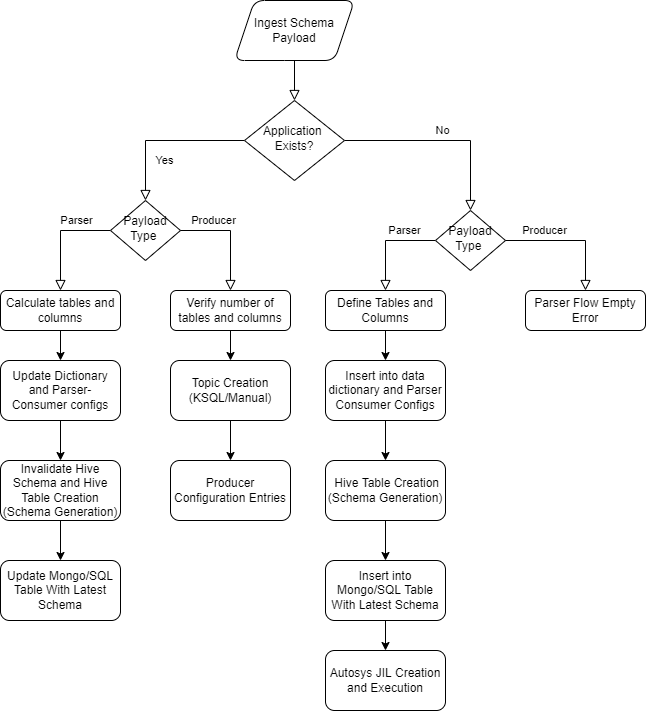 Ingest Schema
Payload
Application
Exists?
Yes
No
Payload
Type
Parser
Producer
Payload
Type
Parser
Producer
Calculate tables and
columns
Verify number of
tables and columns
Define Tables and
Columns
Parser Flow Empty
Error
Update Dictionary
and Parser-
Consumer configs
Topic Creation
(KSQL/Manual)
Insert into data
dictionary and Parser
Consumer Configs
Invalidate Hive
Schema and Hive
Table Creation
(Schema Generation)
Producer
Configuration Entries
Hive Table Creation
(Schema Generation)
Update Mongo/SQL
Table With Latest
Schema
Insert into
Mongo/SQL Table
With Latest Schema
Autosys JIL Creation
and Execution